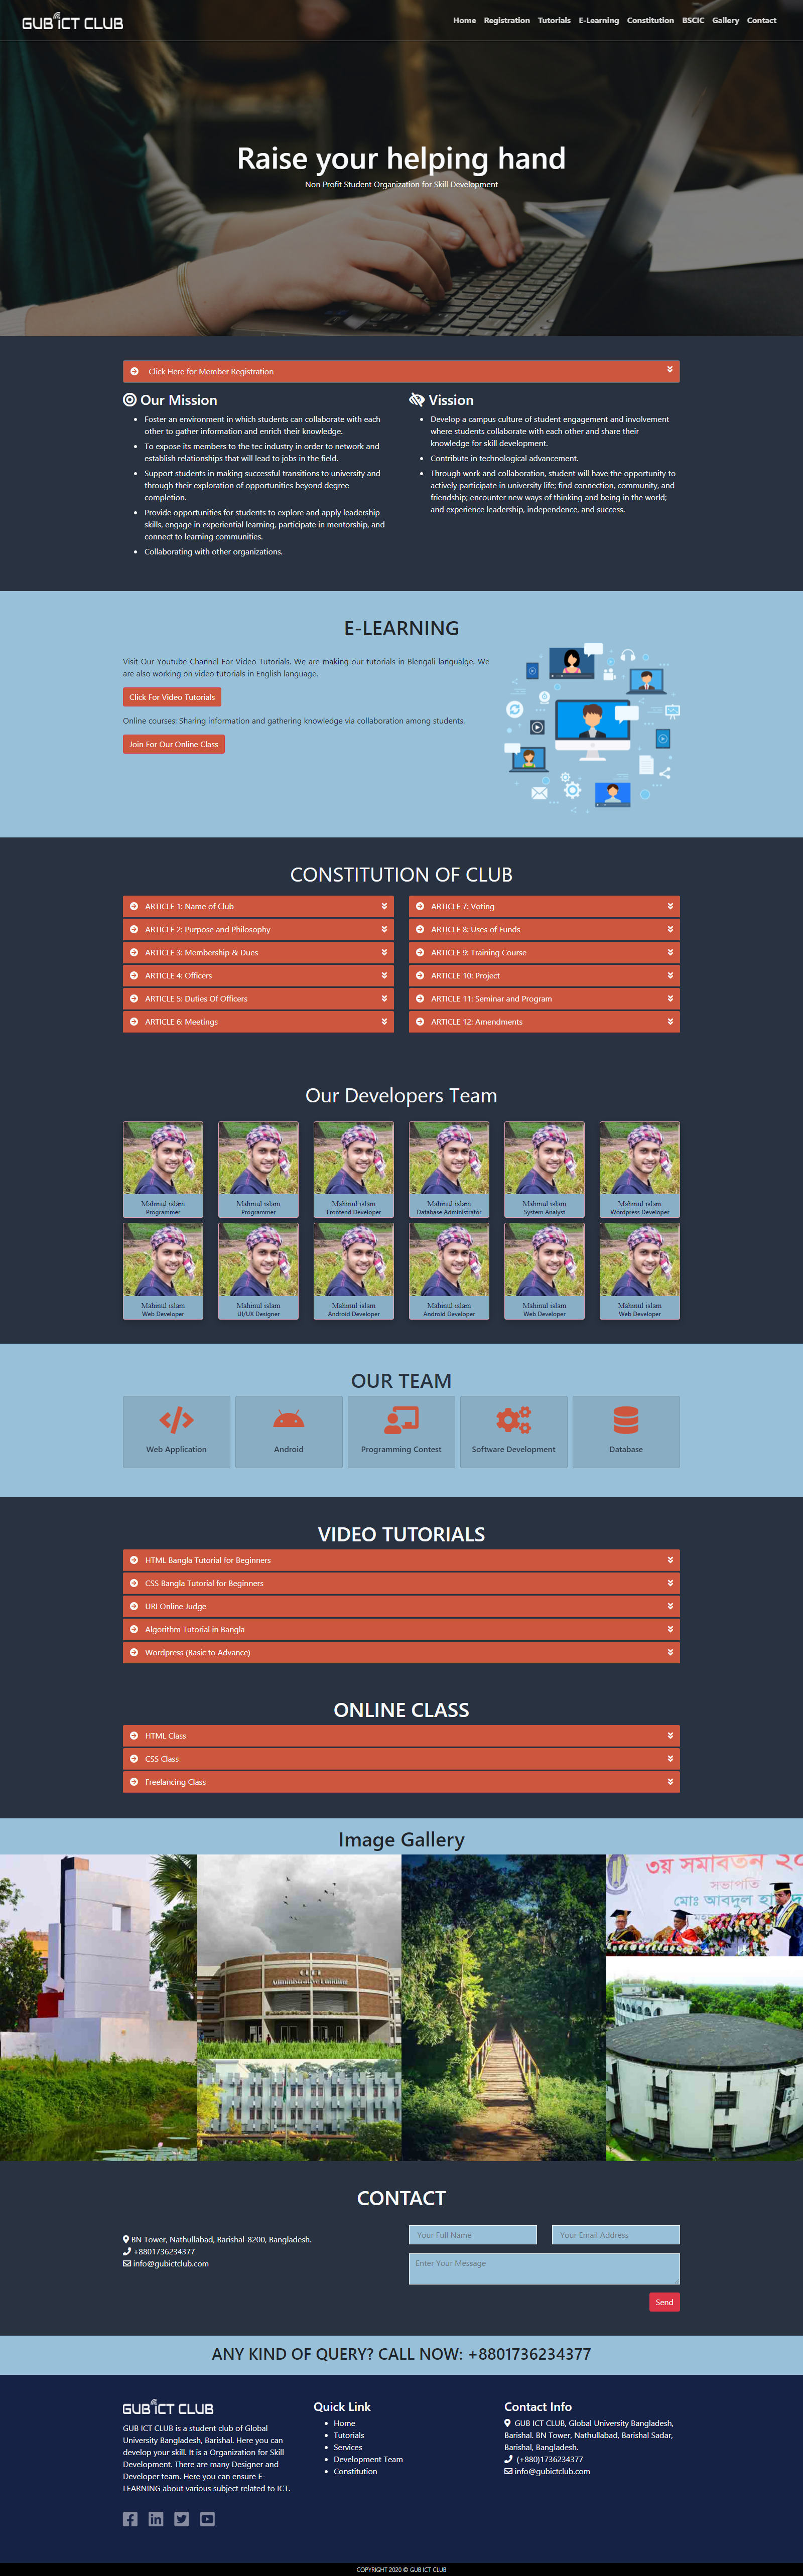 GUB ICT CLUB
Home Registration Tutorials E-Learning Constitution BSCIC Gallery Contact
Raise your helping hand
Non Profit Student Organization for Skill Development
Click Here for Member Registration
Our Mission
Foster an environment in which students can collaborate with each
other to gather information and enrich their knowledge.
To expose its members to the tec industry in order to network and
establish relationships that will lead to jobs in the field.
Support students in making successful transitions to university and
through their exploration of opportunities beyond degree
completion.
Provide opportunities for students to explore and apply leadership
skills, engage in experiential learning, participate in mentorship, and
connect to learning communities.
Collaborating with other organizations.
Vission
Develop a campus culture of student engagement and involvement
where students collaborate with each other and share their
knowledge for skill development.
Contribute in technological advancement.
Through work and collaboration, student will have the opportunity to
actively participate in university life; find connection, community, and
friendship; encounter new ways of thinking and being in the world;
and experience leadership, independence, and success.
E-LEARNING
Visit Our Youtube Channel For Video Tutorials. We are making our tutorials in Blengali langualge. We
are also working on video tutorials in English language.
Click For Video Tutorials
Online courses: Sharing information and gathering knowledge via collaboration among students.
Join For Our Online Class
CONSTITUTION OF CLUB
ARTICLE 1: Name of Club
ARTICLE 2: Purpose and Philosophy
ARTICLE 3: Membership & Dues
ARTICLE 4: Officers
ARTICLE 5: Duties Of Officers
ARTICLE 6: Meetings
ARTICLE 7: Voting
ARTICLE 8: Uses of Funds
ARTICLE 9: Training Course
ARTICLE 10: Project
ARTICLE 11: Seminar and Program
ARTICLE 12: Amendments
Our Developers Team
Mahinul islam Mahinul islam Mahinul islam Mahinul islam Mahinul islam Mahinul islam
Programmer Programmer Frontend Developer Database Administrator System Analyst Wordpress Developer
Mahinul islam Mahinul islam Mahinul islam Mahinul islam Mahinul islam Mahinul islam
Web Developer UI/UX Designer Android Developer Android Developer Web Developer Web Developer
OUR TEAM
Web Application Android Programming Contest Software Development Database
VIDEO TUTORIALS
HTML Bangla Tutorial for Beginners
CSS Bangla Tutorial for Beginners
URI Online Judge
Algorithm Tutorial in Bangla
Wordpress (Basic to Advance)
ONLINE CLASS
HTML Class
CSS Class
Freelancing Class
Image Gallery
৩য় সমাবর্তন ২০
সভাপতি
মোঃ আবদুল হা
Administrative Building
CONTACT
BN Tower, Nathullabad, Barishal-8200, Bangladesh.
+8801736234377
info@gubictclub.com
Your Full Name Your Email Address
Enter Your Message
Send
ANY KIND OF QUERY? CALL NOW: +8801736234377
GUB ICT CLUB
GUB ICT CLUB is a student club of Global
University Bangladesh, Barishal. Here you can
develop your skill. It is a Organization for Skill
Development. There are many Designer and
Developer team. Here you can ensure E-
LEARNING about various subject related to ICT.
Quick Link
Home
Tutorials
Services
Development Team
Constitution
Contact Info
GUB ICT CLUB, Global University Bangladesh,
Barishal. BN Tower, Nathullabad, Barishal Sadar,
Barishal, Bangladesh.
(+880)1736234377
info@gubictclub.com
COPYRIGHT 2020 © GUB ICT CLUB